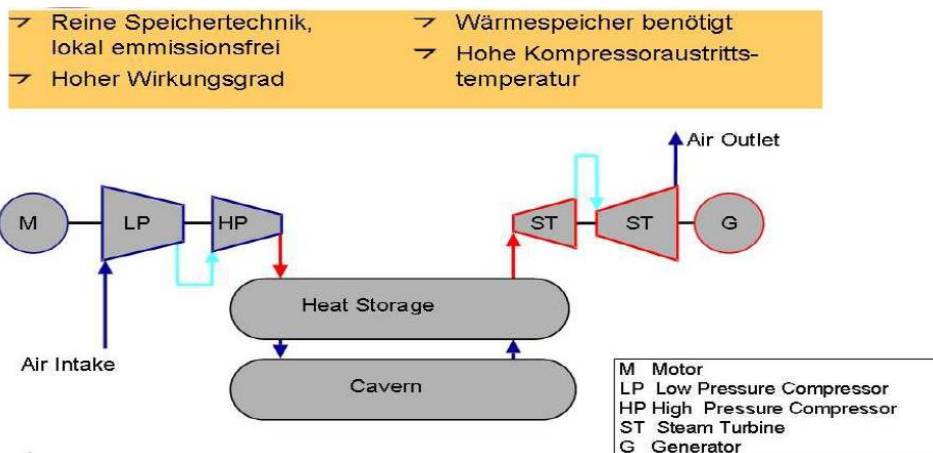 Reine Speichertechnik,
lokal emmissionsfrei
Hoher Wirkungsgrad
Wärmespeicher benötigt
Hohe Kompressoraustritts-
temperatur
Air Outlet
M
LP
HP
ST
ST
G
Heat Storage
Air Intake
Cavern
M Motor
LP Low Pressure Compressor
HP High Pressure Compressor
ST Steam Turbine
G Generator